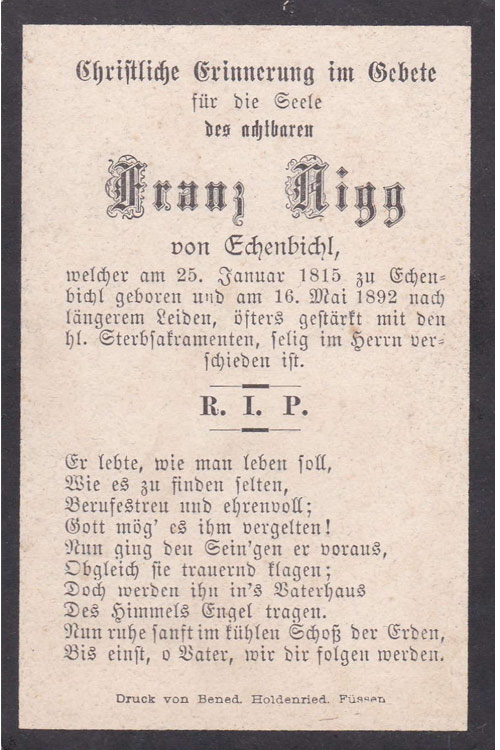 Christliche Erinnerung im Gebete
für die Seele
des achtbaren
Franz Nigg
von Echenbichl,
welcher am 25. Januar 1815 zu Echen-
bichl geboren und am 16. Mai 1892 nach
längerem Leiden, öfters gestärkt mit den
hl. Sterbsakramenten, selig im Herrn ver-
schieden ist.
R. I. P.
Er lebte, wie man leben soll,
Wie es zu finden selten,
Berufestreu und ehrenvoll;
Gott mög' es ihm vergelten!
Nun ging den Sein'gen er voraus,
Obgleich sie trauernd klagen;
Doch werden ihn in's Vaterhaus
Des Himmels Engel tragen.
Nun ruhe sanft im kühlen Schoß der Erden,
Bis einst, o Vater, wir dir folgen werden.
Druck von Bened. Holdenried. Füssen